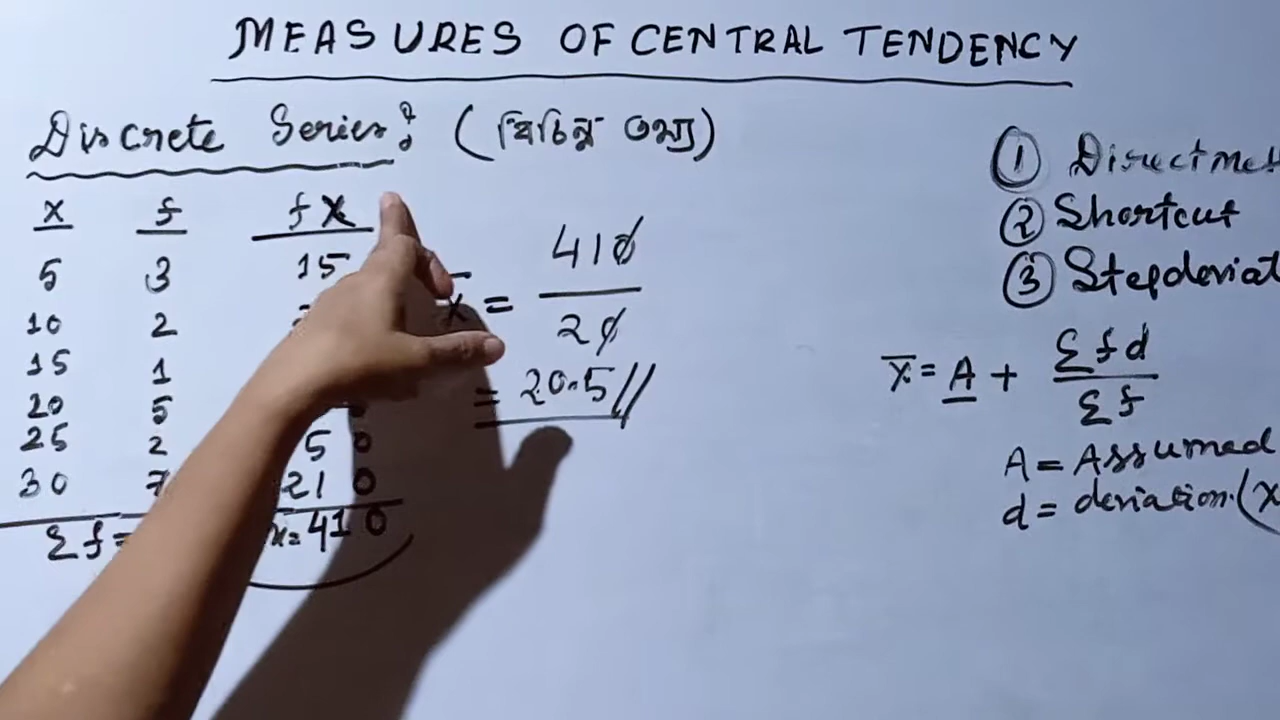 MEASURES OF CENTRAL TENDENCY
Discrete Series: (বিচ্ছিন্ন তথ্য)
x f fx
5 3 15
10 2
15 1
20 5
25 2 50
30 7 210
Σf= x=410
x̄ = 410/20
= 20.5//
① Direct met
② Shortcut
③ Stepdeviat
x̄ = A + Σfd/Σf
A = Assumed
d = deviation.(x